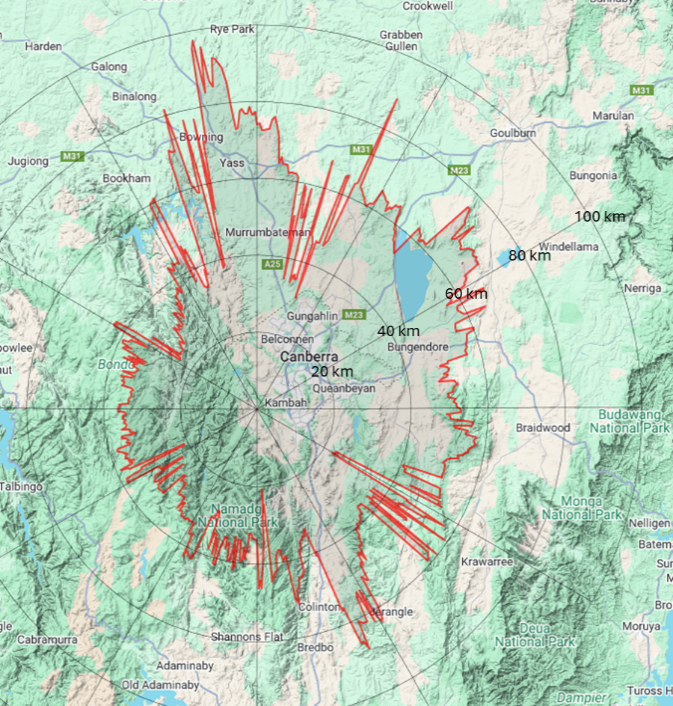 Crookwell
Rye Park
Grabben
Gullen
Harden
Galong
Binalong
M31
Marulan
Goulburn
Bowning
Jugiong
M31
Yass
M31
M23
Bookham
Bungonia
100 km
Murrumbateman
Windellama
80 km
A25
Nerriga
60 km
Gungahlin
M23
40 km
Belconnen
Bungendore
Canberra
20 km
Queanbeyan
Kambah
Budawang
National Park
Braidwood
Talbingo
Namadgi
National Park
Monga
National Park
Nelligen
Krawarree
Colinton
Jerangle
Deua
National Park
Moruya
Shannons Flat
Cabramurra
Bredbo
Adaminaby
Old Adaminaby
Dampier
Tuross H